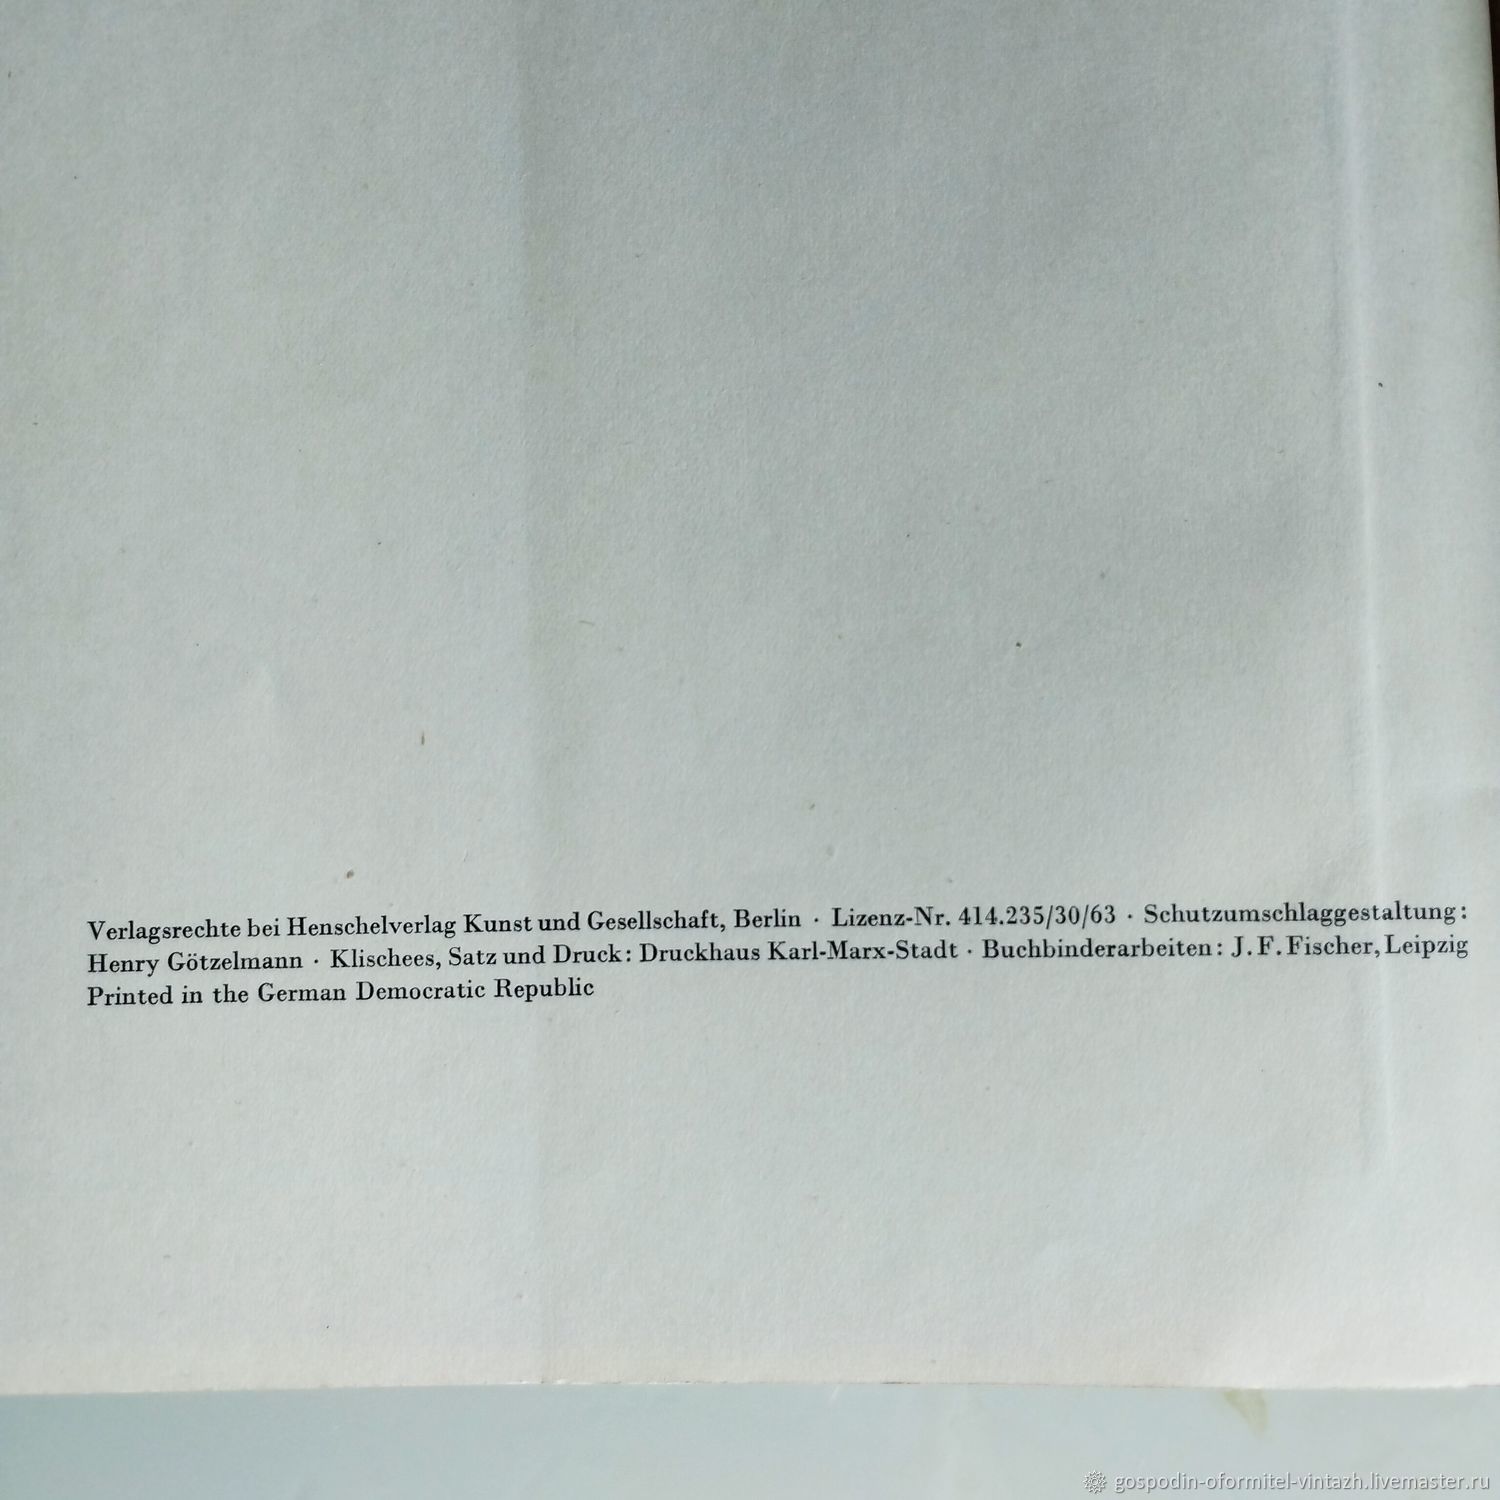 Verlagsrechte bei Henschelverlag Kunst und Gesellschaft, Berlin · Lizenz-Nr. 414.235/30/63 · Schutzumschlaggestaltung:
Henry Götzelmann · Klischees, Satz und Druck: Druckhaus Karl-Marx-Stadt · Buchbinderarbeiten: J. F. Fischer, Leipzig
Printed in the German Democratic Republic
gospodin-oformitel-vintazh.livemaster.ru